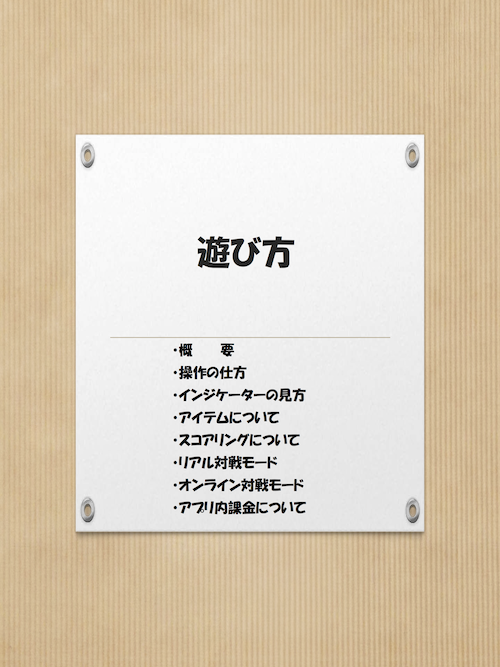 遊び方
・概　　要
・操作の仕方
・インジケーターの見方
・アイテムについて
・スコアリングについて
・リアル対戦モード
・オンライン対戦モード
・アプリ内課金について